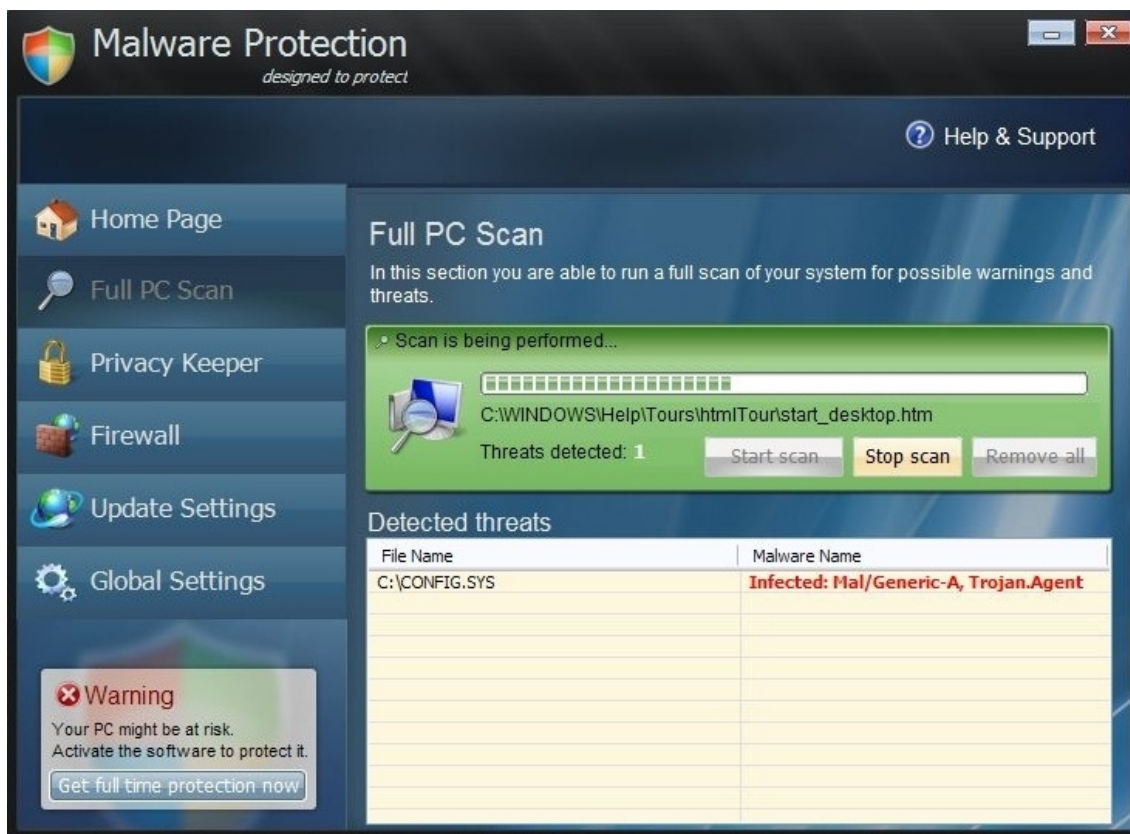 Malware Protection
designed to protect
Help & Support
Home Page
Full PC Scan
Privacy Keeper
Firewall
Update Settings
Global Settings
Warning
Your PC might be at risk.
Activate the software to protect it.
Get full time protection now
Full PC Scan
In this section you are able to run a full scan of your system for possible warnings and
threats.
Scan is being performed...
C:\WINDOWS\Help\Tours\htmlTour\start_desktop.htm
Threats detected: 1
Start scan
Stop scan
Remove all
Detected threats
File Name Malware Name
C:\CONFIG.SYS Infected: Mal/Generic-A, Trojan.Agent